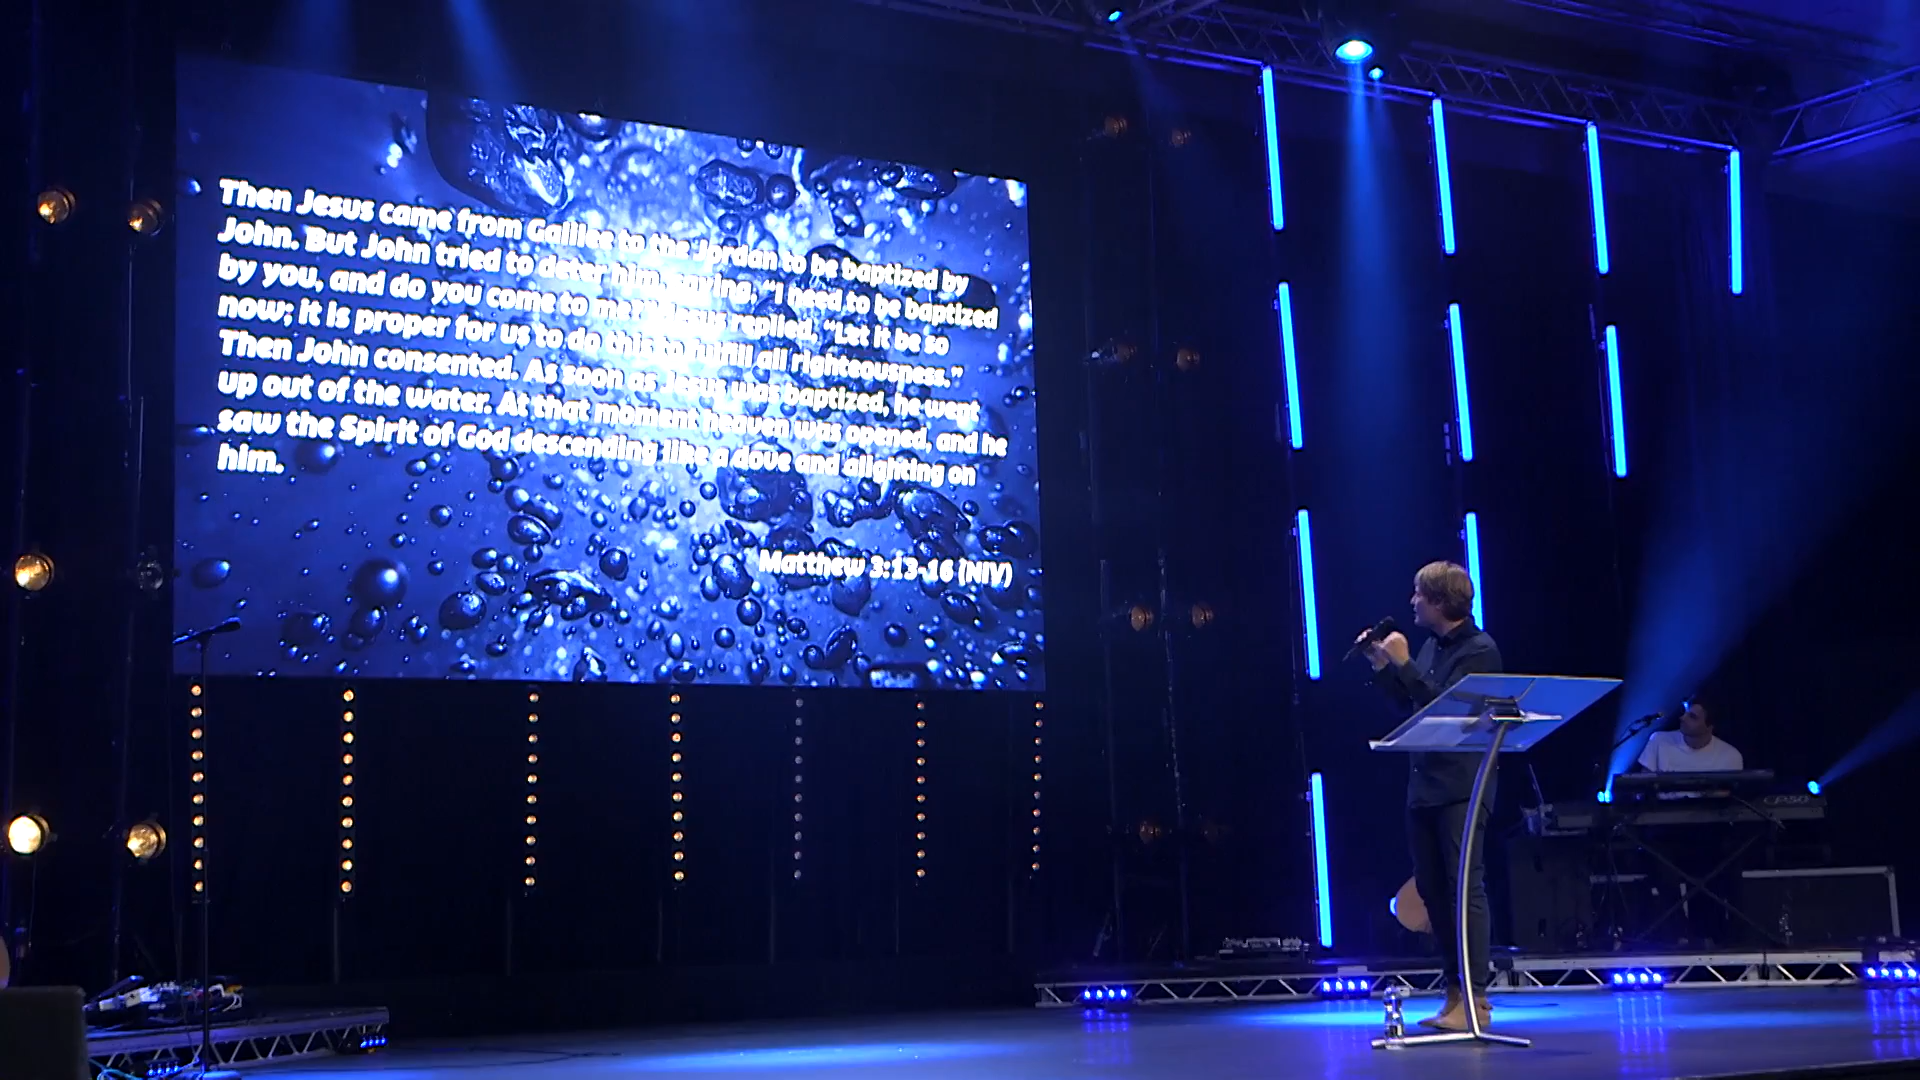 Then Jesus came from Galilee to the Jordan to be baptized by
John. But John tried to deter him, saying, “I need to be baptized
by you, and do you come to me?” Jesus replied, “Let it be so
now; it is proper for us to do this to fulfill all righteousness.”
Then John consented. As soon as Jesus was baptized, he went
up out of the water. At that moment heaven was opened, and he
saw the Spirit of God descending like a dove and alighting on
him.
Matthew 3:13-16 (NIV)
CP50